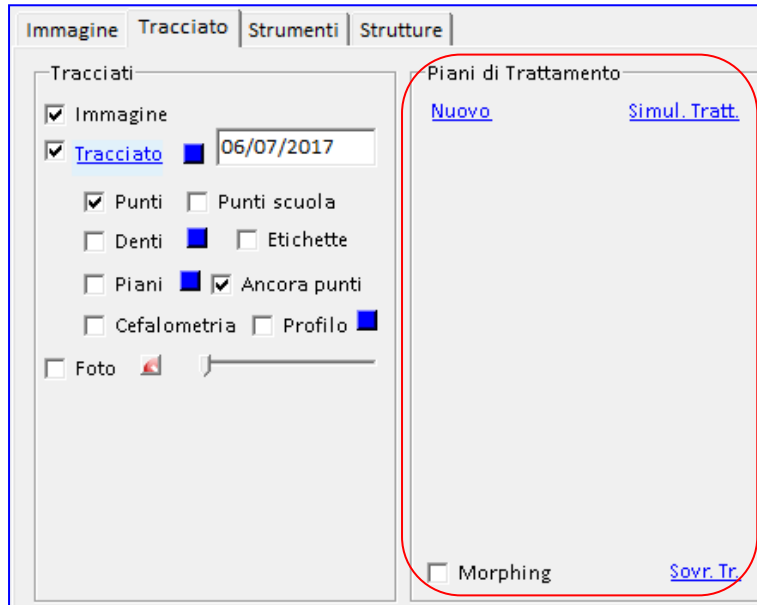 Immagine Tracciato Strumenti Strutture
Tracciati
Immagine
Tracciato 06/07/2017
Punti Punti scuola
Denti Etichette
Piani Ancora punti
Cefalometria Profilo
Foto
Piani di Trattamento
Nuovo Simul. Tratt.
Morphing Sovr. Tr.